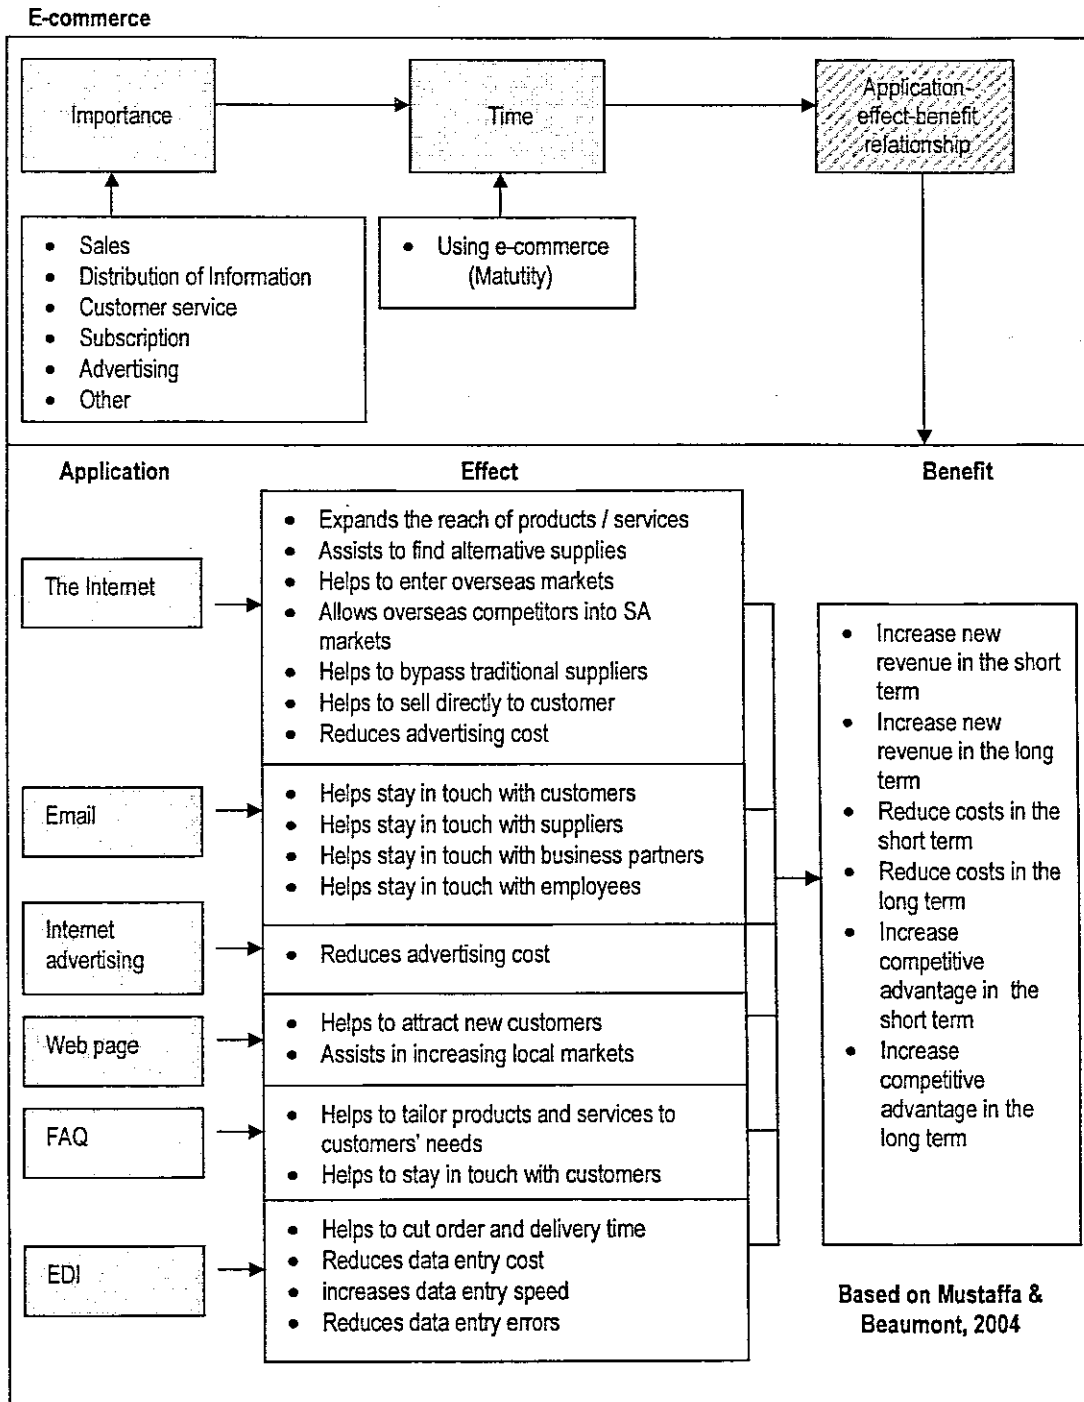 E-commerce
Importance
Time
Application-
effect-benefit
relationship
• Sales
• Distribution of Information
• Customer service
• Subscription
• Advertising
• Other
• Using e-commerce
(Matutity)
Application
Effect
Benefit
The Internet
• Expands the reach of products / services
• Assists to find alternative supplies
• Helps to enter overseas markets
• Allows overseas competitors into SA
markets
• Helps to bypass traditional suppliers
• Helps to sell directly to customer
• Reduces advertising cost
Email
• Helps stay in touch with customers
• Helps stay in touch with suppliers
• Helps stay in touch with business partners
• Helps stay in touch with employees
Internet
advertising
• Reduces advertising cost
Web page
• Helps to attract new customers
• Assists in increasing local markets
FAQ
• Helps to tailor products and services to
customers' needs
• Helps to stay in touch with customers
EDI
• Helps to cut order and delivery time
• Reduces data entry cost
• increases data entry speed
• Reduces data entry errors
• Increase new
revenue in the short
term
• Increase new
revenue in the long
term
• Reduce costs in the
short term
• Reduce costs in the
long term
• Increase
competitive
advantage in the
short term
• Increase
competitive
advantage in the
long term
Based on Mustaffa &
Beaumont, 2004